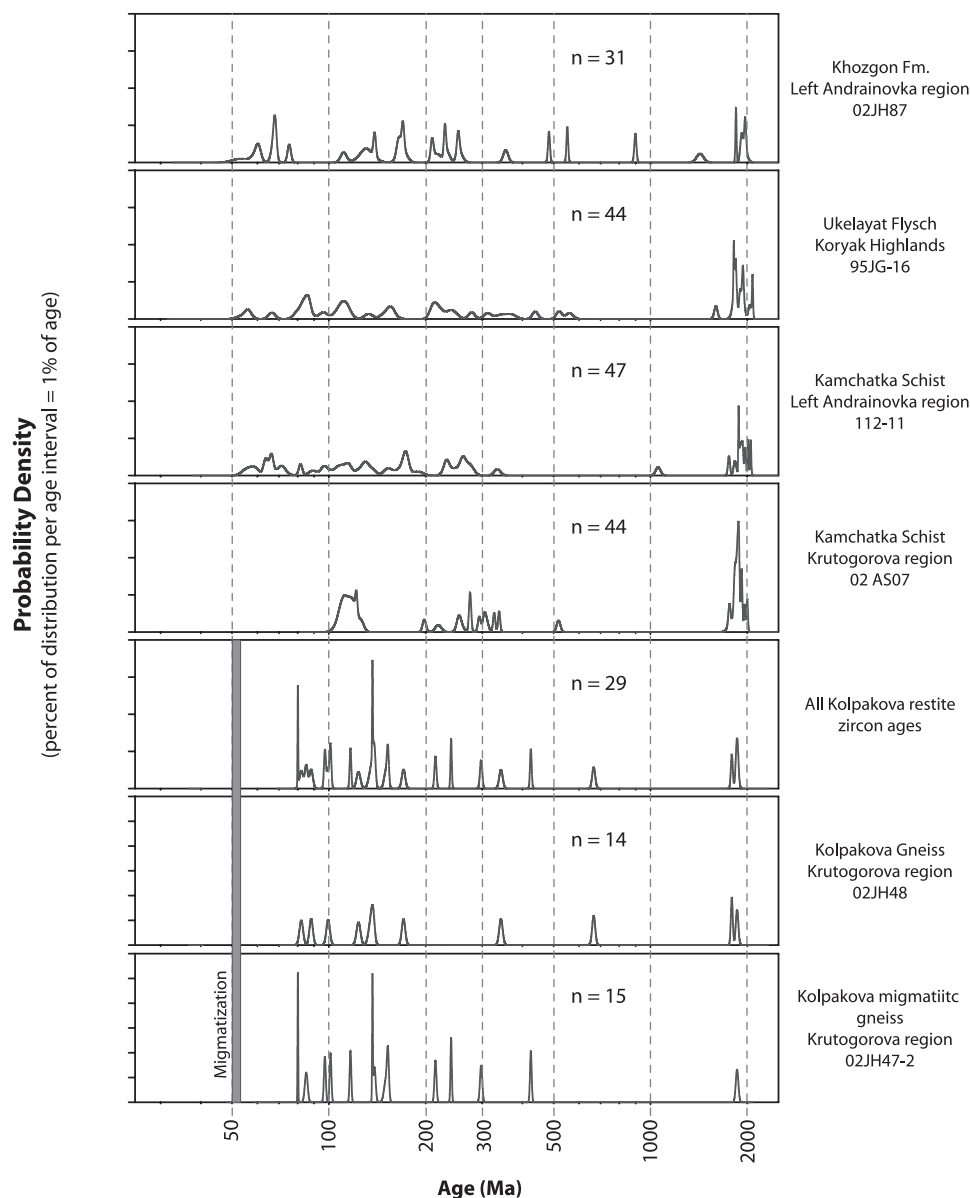 n = 31
Khozgon Fm.
Left Andrainovka region
02JH87
n = 44
Ukelayat Flysch
Koryak Highlands
95JG-16
n = 47
Kamchatka Schist
Left Andrainovka region
112-11
Probability Density
(percent of distribution per age interval = 1% of age)
n = 44
Kamchatka Schist
Krutogorova region
02 AS07
n = 29
All Kolpakova restite
zircon ages
n = 14
Kolpakova Gneiss
Krutogorova region
02JH48
Migmatization
n = 15
Kolpakova migmatiitc
gneiss
Krutogorova region
02JH47-2
50
100
200
300
500
1000
2000
Age (Ma)